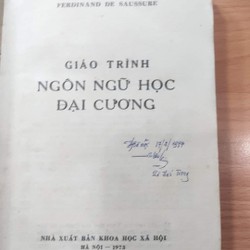 FERDINAND DE SAUSSURE
GIÁO TRÌNH
NGÔN NGỮ HỌC
ĐẠI CƯƠNG
NHÀ XUẤT BẢN KHOA HỌC XÃ HỘI
HÀ NỘI — 1973